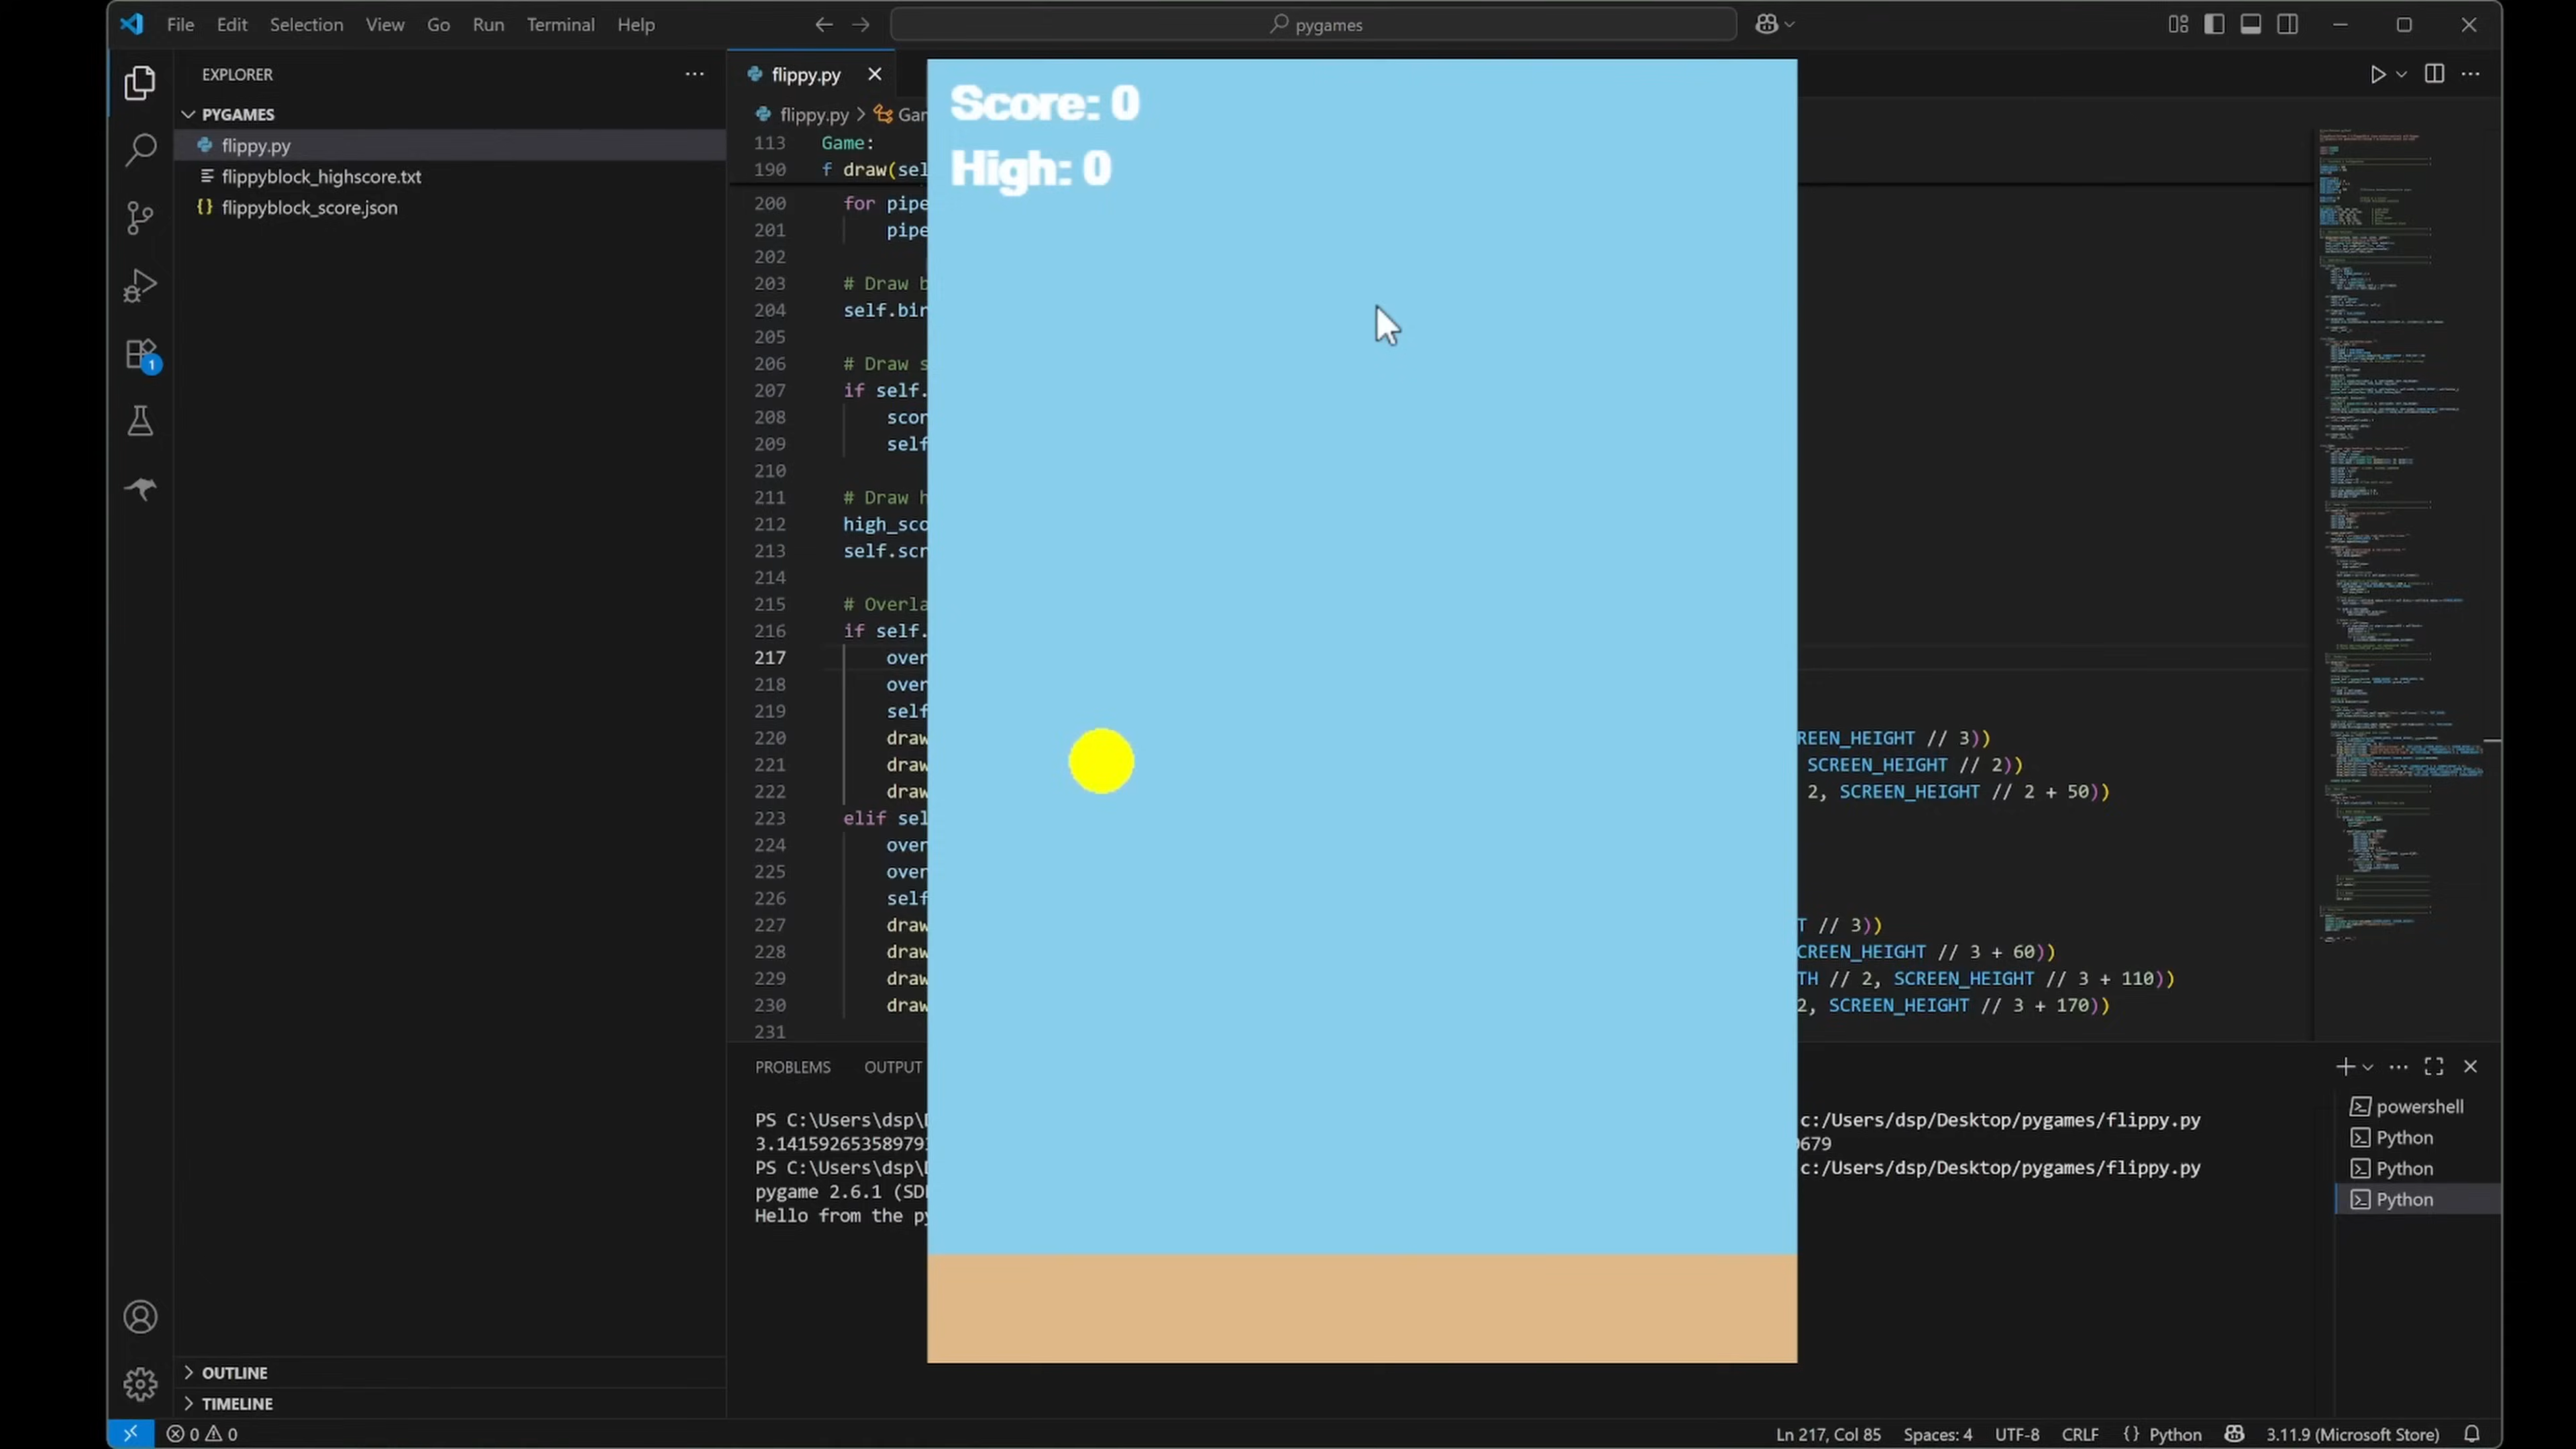 File Edit Selection View Go Run Terminal Help
pygames
EXPLORER
PYGAMES
flippy.py
flippyblock_highscore.txt
flippyblock_score.json
1
flippy.py
flippy.py > Gar
113 Game:
190 f draw(sel
200 for pipe
201 pipe
202
203 # Draw b
204 self.bir
205
206 # Draw s
207 if self.
208 scor
209 self
210
211 # Draw h
212 high_sco
213 self.scr
214
215 # Overla
216 if self.
217 over
218 over
219 self
220 draw REEN_HEIGHT // 3))
221 draw SCREEN_HEIGHT // 2))
222 draw 2, SCREEN_HEIGHT // 2 + 50))
223 elif sel
224 over
225 over
226 self
227 draw T // 3))
228 draw CREEN_HEIGHT // 3 + 60))
229 draw TH // 2, SCREEN_HEIGHT // 3 + 110))
230 draw 2, SCREEN_HEIGHT // 3 + 170))
231
Score: 0
High: 0
PROBLEMS OUTPUT
PS C:\Users\dsp\ c:/Users/dsp/Desktop/pygames/flippy.py
3.141592653589793 9679
PS C:\Users\dsp\ c:/Users/dsp/Desktop/pygames/flippy.py
pygame 2.6.1 (SDL
Hello from the py
powershell
Python
Python
Python
OUTLINE
TIMELINE
0 0
Ln 217, Col 85 Spaces: 4 UTF-8 CRLF {} Python 3.11.9 (Microsoft Store)